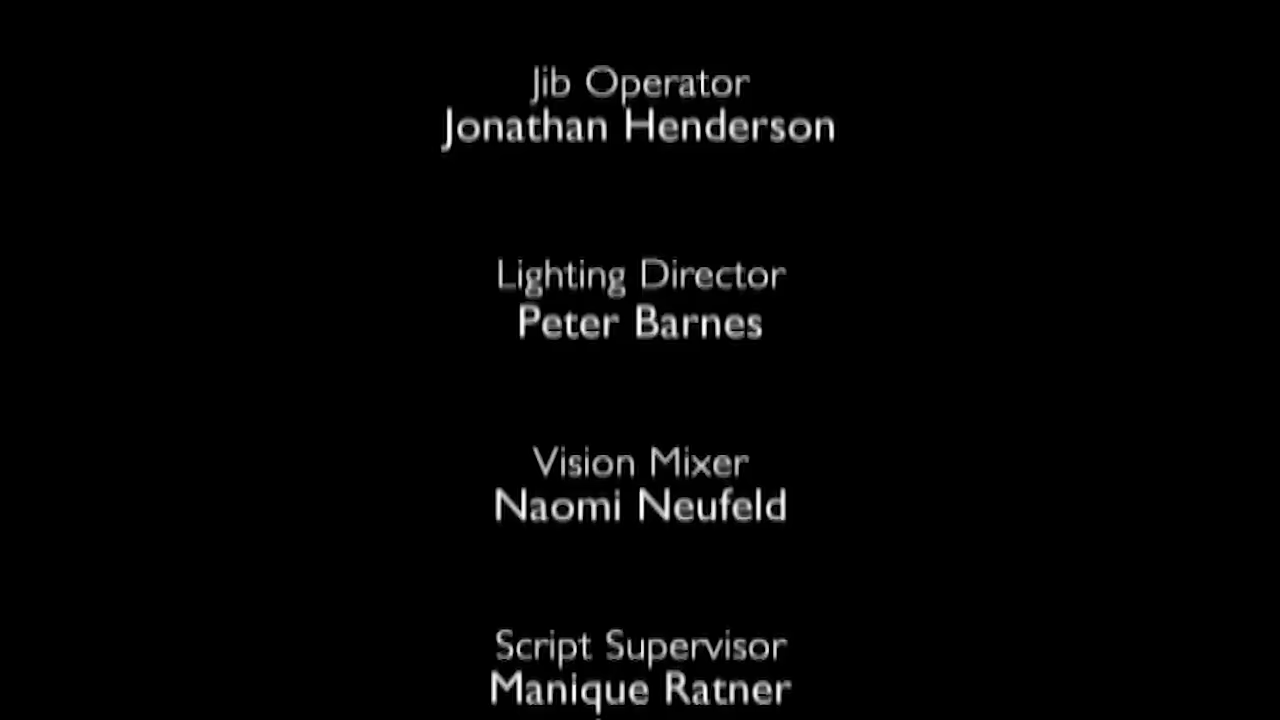 Jib Operator
Jonathan Henderson
Lighting Director
Peter Barnes
Vision Mixer
Naomi Neufeld
Script Supervisor
Manique Ratner